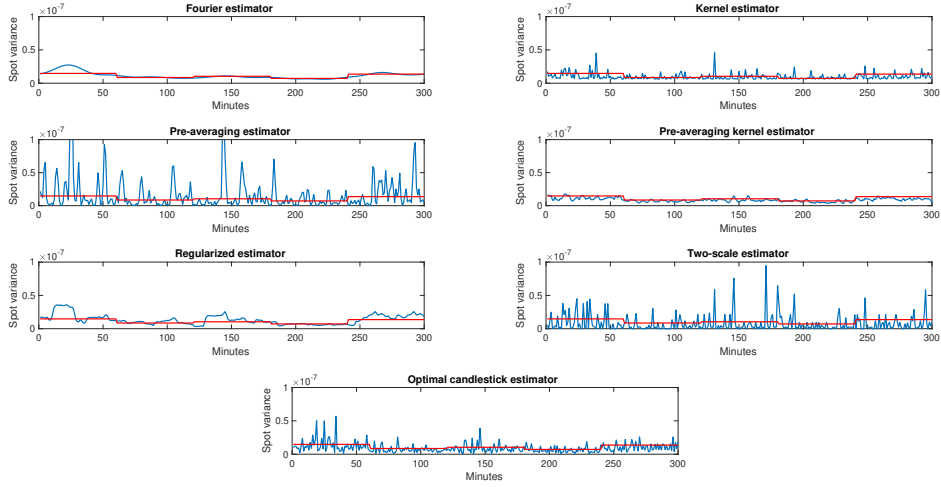 Fourier estimator
×10^-7
Spot variance
1
0.5
0
0 50 100 150 200 250 300
Minutes
Kernel estimator
×10^-7
Spot variance
1
0.5
0
0 50 100 150 200 250 300
Minutes
Pre-averaging estimator
×10^-7
Spot variance
1
0.5
0
0 50 100 150 200 250 300
Minutes
Pre-averaging kernel estimator
×10^-7
Spot variance
1
0.5
0
0 50 100 150 200 250 300
Minutes
Regularized estimator
×10^-7
Spot variance
1
0.5
0
0 50 100 150 200 250 300
Minutes
Two-scale estimator
×10^-7
Spot variance
1
0.5
0
0 50 100 150 200 250 300
Minutes
Optimal candlestick estimator
×10^-7
Spot variance
1
0.5
0
0 50 100 150 200 250 300
Minutes